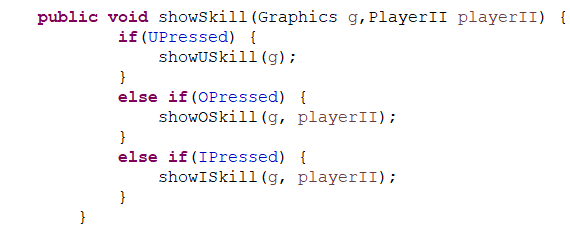 public void showSkill(Graphics g,PlayerII playerII) {
if(UPressed) {
showUSkill(g);
}
else if(OPressed) {
showOSkill(g, playerII);
}
else if(IPressed) {
showISkill(g, playerII);
}
}